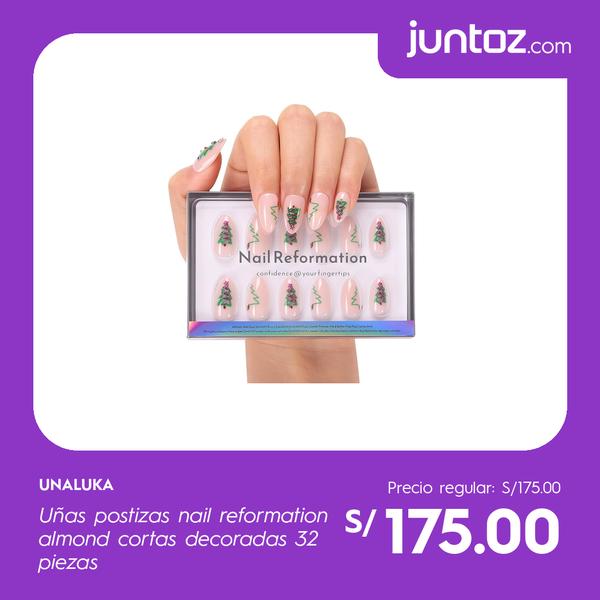 juntoz.com
Nail Reformation
confidence@yourfingertips
UNALUKA
Uñas postizas nail reformation
almond cortas decoradas 32
piezas
Precio regular: S/175.00
S/ 175.00